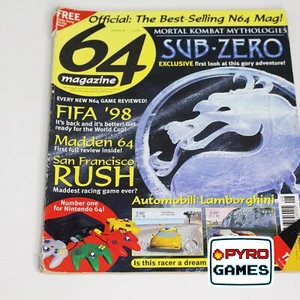 FREE
Official: The Best-Selling N64 Mag!
64
magazine
MORTAL KOMBAT MYTHOLOGIES
SUB-ZERO
EXCLUSIVE first look at this gory adventure!
EVERY NEW N64 GAME REVIEWED!
FIFA '98
It's back and it's better! Get
ready for the World Cup!
Madden 64
First full review inside!
San Francisco
RUSH
Maddest racing game ever?
Number one
for Nintendo 64!
Automobili Lamborghini
Is this racer a dream
PYRO
GAMES